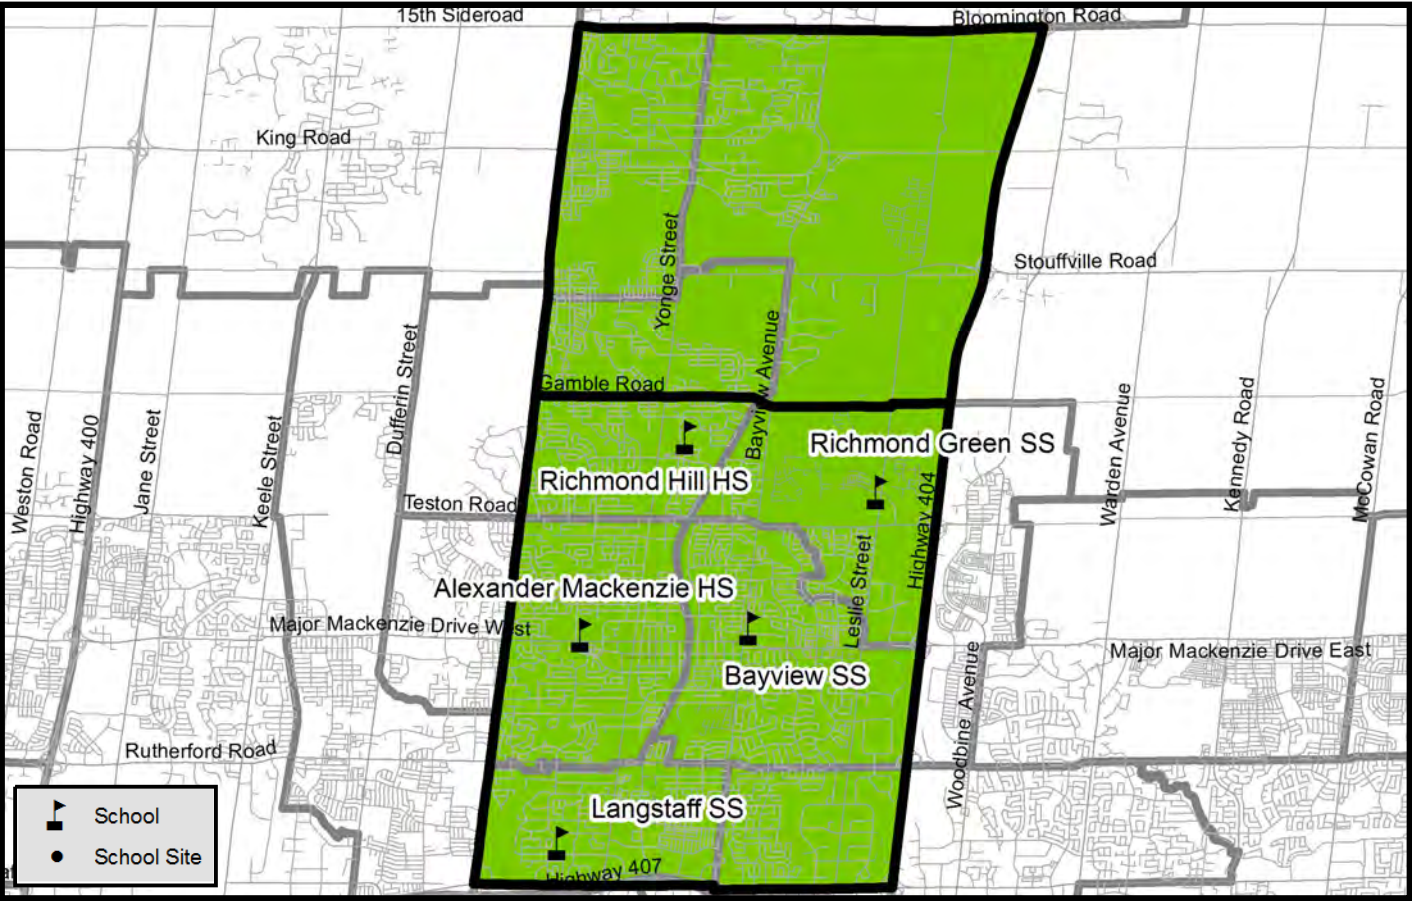 15th Sideroad
Bloomington Road
King Road
Yonge Street
Stouffville Road
Bayview Avenue
Dufferin Street
Gamble Road
Weston Road
Highway 400
Jane Street
Keele Street
Warden Avenue
Kennedy Road
McCowan Road
Richmond Green SS
Richmond Hill HS
Highway 404
Teston Road
Leslie Street
Alexander Mackenzie HS
Major Mackenzie Drive West
Major Mackenzie Drive East
Bayview SS
Woodbine Avenue
Rutherford Road
Langstaff SS
Highway 407
School
School Site